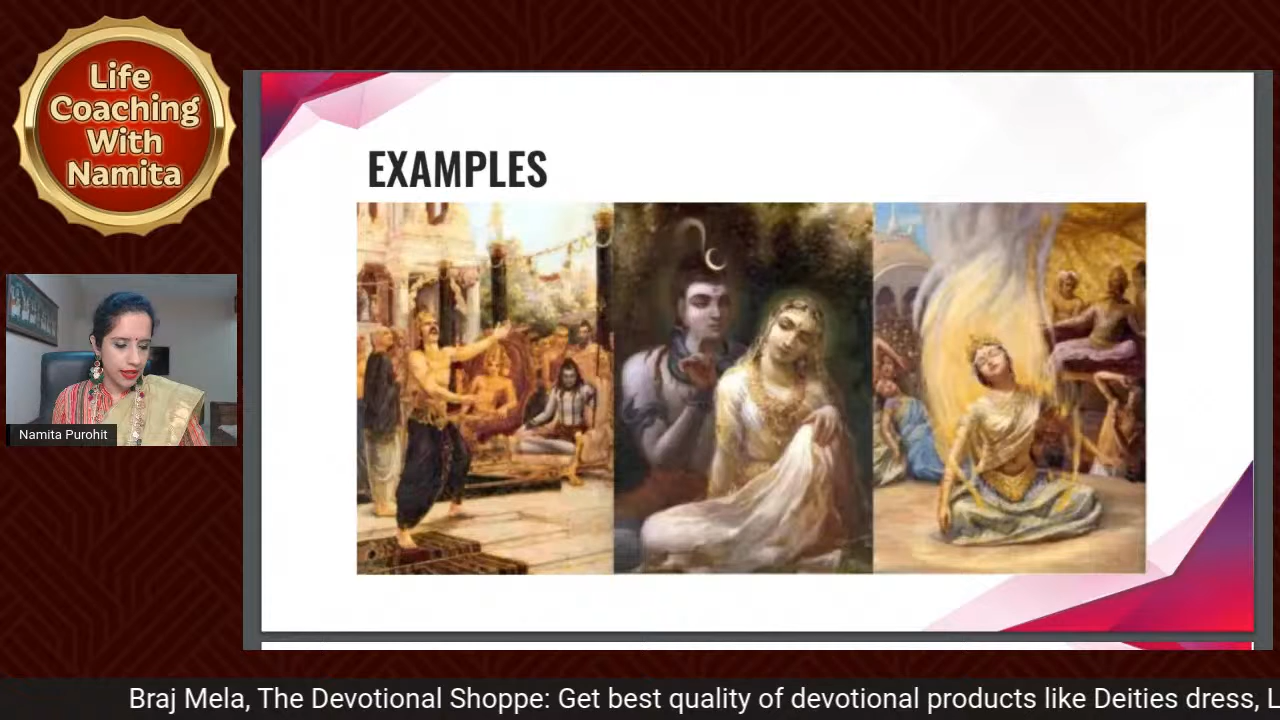 Life
Coaching
With
Namita
EXAMPLES
Namita Purohit
Braj Mela, The Devotional Shoppe: Get best quality of devotional products like Deities dress, L